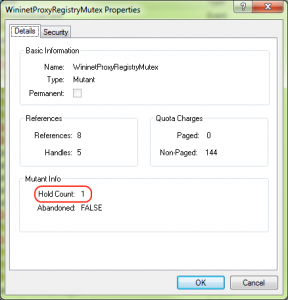 WininetProxyRegistryMutex Properties
Details Security
Basic Information
Name: WininetProxyRegistryMutex
Type: Mutant
Permanent:
References Quota Charges
References: 8 Paged: 0
Handles: 5 Non-Paged: 144
Mutant Info
Hold Count: 1
Abandoned: FALSE
OK Cancel